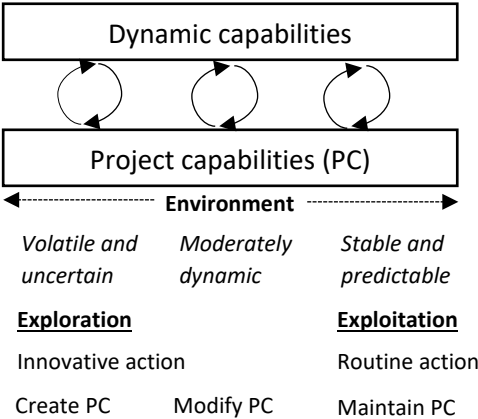 Dynamic capabilities
Project capabilities (PC)
Environment
Volatile and Moderately Stable and
uncertain dynamic predictable
Exploration Exploitation
Innovative action Routine action
Create PC Modify PC Maintain PC